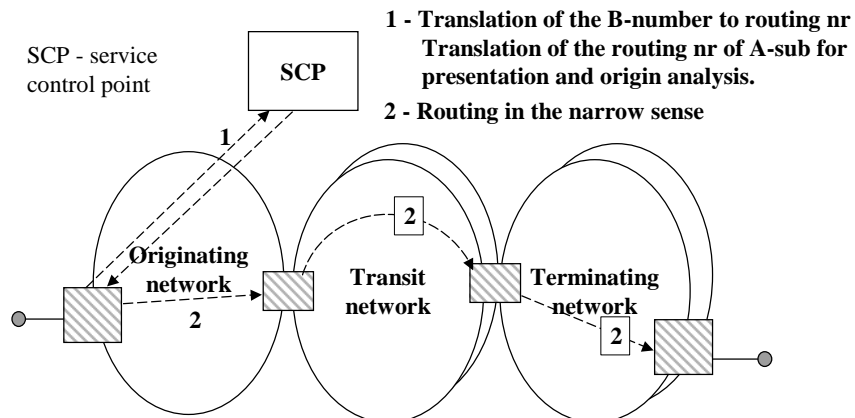 1 - Translation of the B-number to routing nr
Translation of the routing nr of A-sub for
presentation and origin analysis.
2 - Routing in the narrow sense
SCP - service
control point
SCP
1
2
Originating
network
2
Transit
network
Terminating
network
2